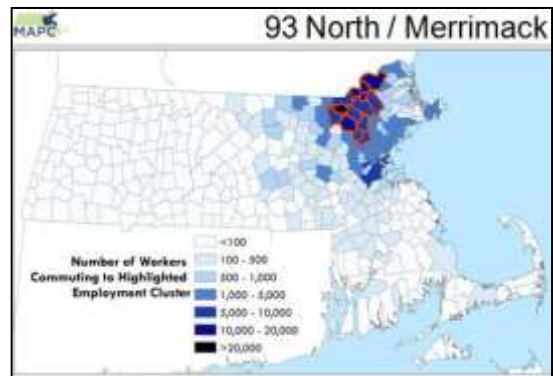 MAPC
93 North / Merrimack
Number of Workers
Commuting to Highlighted
Employment Cluster
<100
100 - 500
500 - 1,000
1,000 - 5,000
5,000 - 10,000
10,000 - 20,000
>20,000